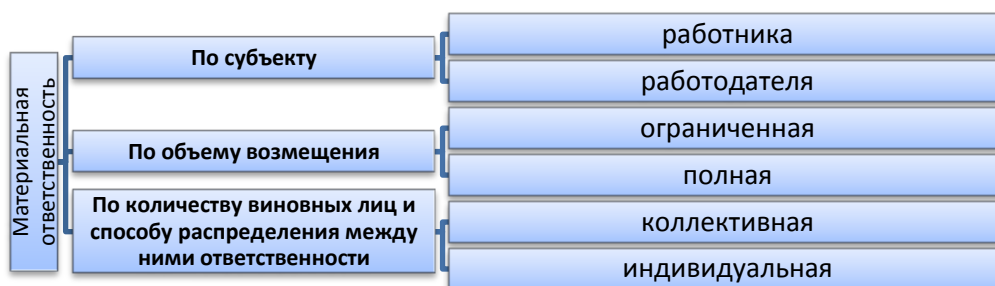 Материальная
ответственность
По субъекту
работника
работодателя
По объему возмещения
ограниченная
полная
По количеству виновных лиц и
способу распределения между
ними ответственности
коллективная
индивидуальная